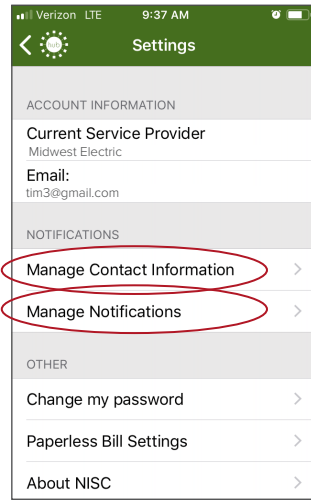 Verizon LTE 9:37 AM
hub Settings
ACCOUNT INFORMATION
Current Service Provider
Midwest Electric
Email:
tim3@gmail.com
NOTIFICATIONS
Manage Contact Information
Manage Notifications
OTHER
Change my password
Paperless Bill Settings
About NISC